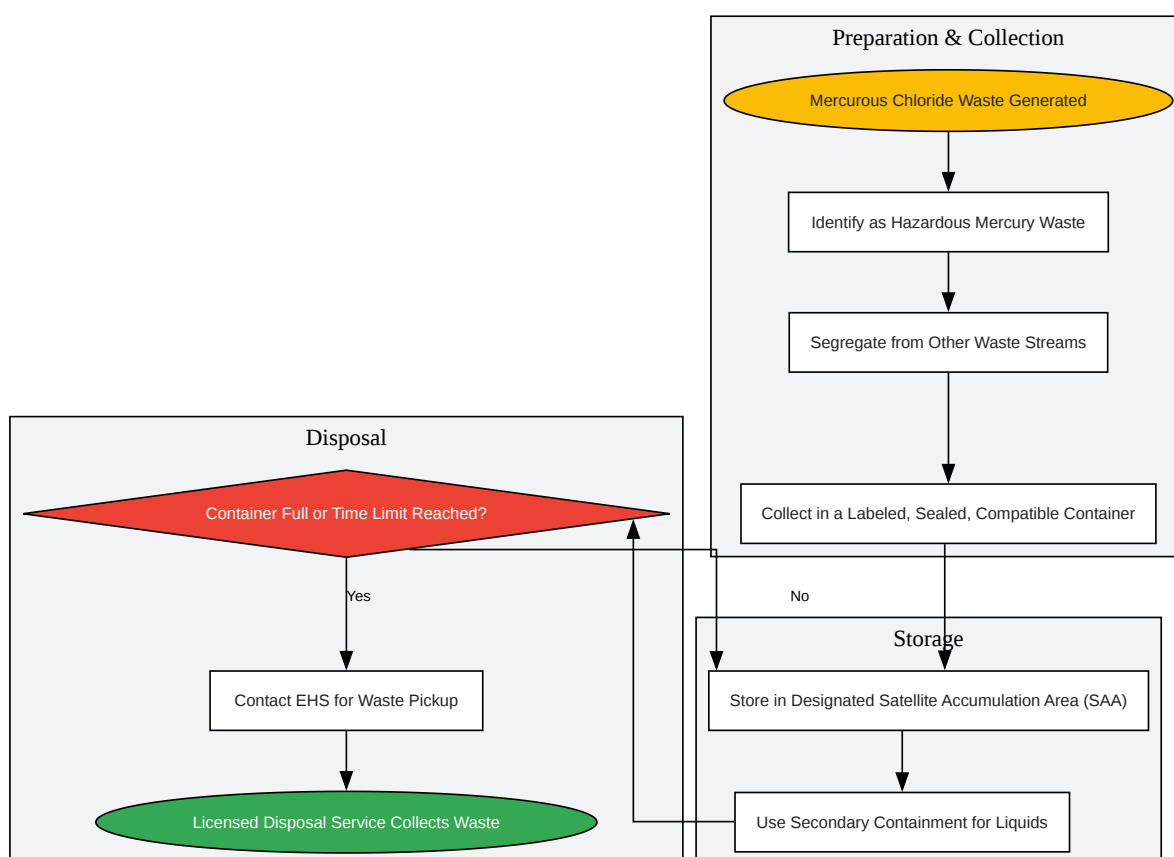 Preparation & Collection
Mercurous Chloride Waste Generated
Identify as Hazardous Mercury Waste
Segregate from Other Waste Streams
Collect in a Labeled, Sealed, Compatible Container
Disposal
Container Full or Time Limit Reached?
Yes
No
Storage
Store in Designated Satellite Accumulation Area (SAA)
Use Secondary Containment for Liquids
Contact EHS for Waste Pickup
Licensed Disposal Service Collects Waste